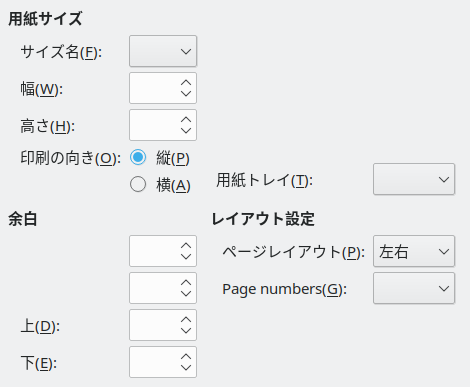 用紙サイズ
サイズ名(F):
幅(W):
高さ(H):
印刷の向き(O): 縦(P)
横(A)
用紙トレイ(T):
余白
レイアウト設定
ページレイアウト(P): 左右
Page numbers(G):
上(D):
下(E):